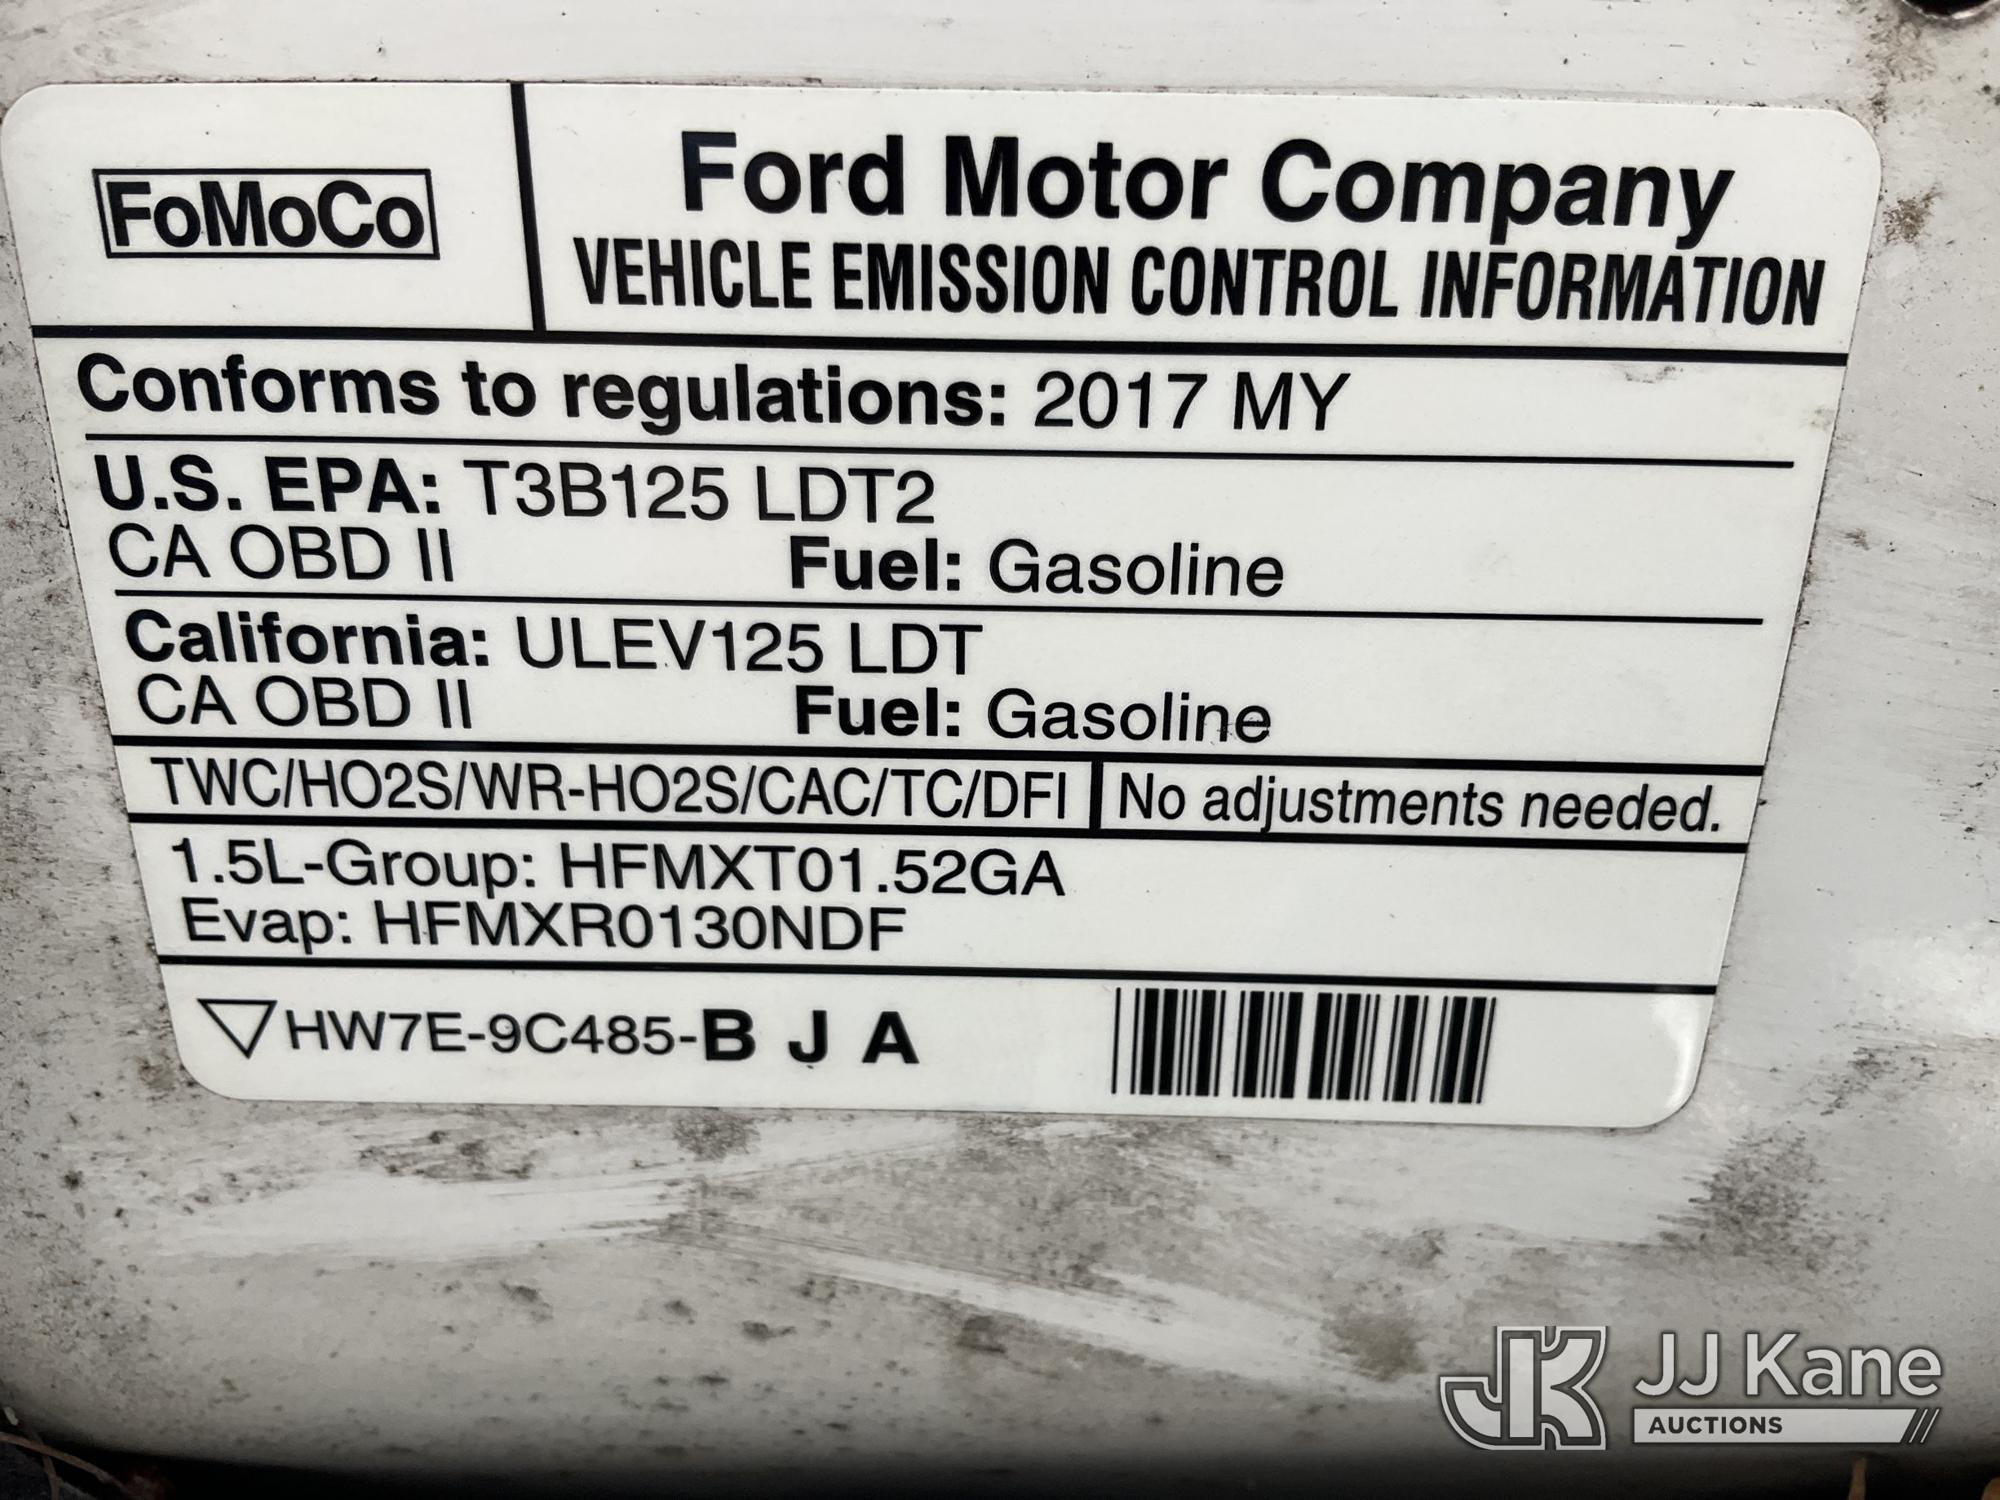 FoMoCo
Ford Motor Company
VEHICLE EMISSION CONTROL INFORMATION
Conforms to regulations: 2017 MY
U.S. EPA: T3B125 LDT2
CA OBD II Fuel: Gasoline
California: ULEV125 LDT
CA OBD II Fuel: Gasoline
TWC/HO2S/WR-HO2S/CAC/TC/DFI No adjustments needed.
1.5L-Group: HFMXT01.52GA
Evap: HFMXR0130NDF
HW7E-9C485-B J A
JK JJ Kane
AUCTIONS